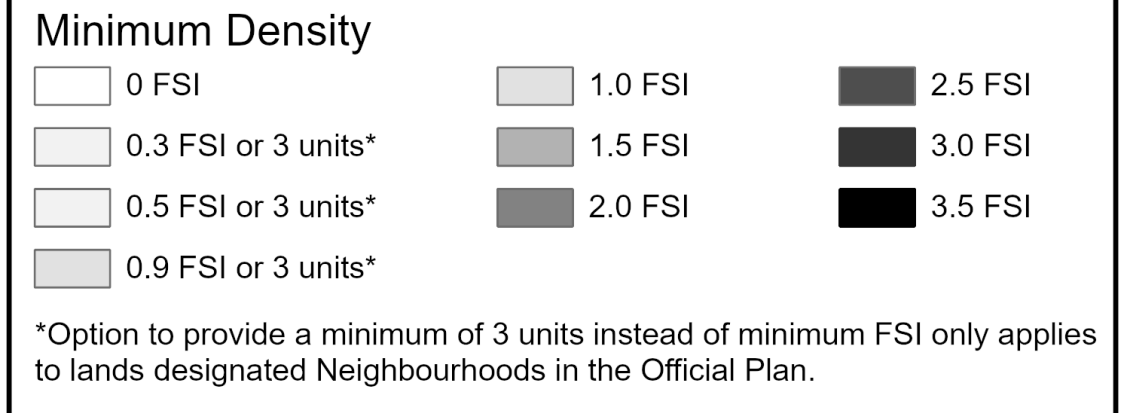 Minimum Density
0 FSI
0.3 FSI or 3 units*
0.5 FSI or 3 units*
0.9 FSI or 3 units*
1.0 FSI
1.5 FSI
2.0 FSI
2.5 FSI
3.0 FSI
3.5 FSI
*Option to provide a minimum of 3 units instead of minimum FSI only applies
to lands designated Neighbourhoods in the Official Plan.